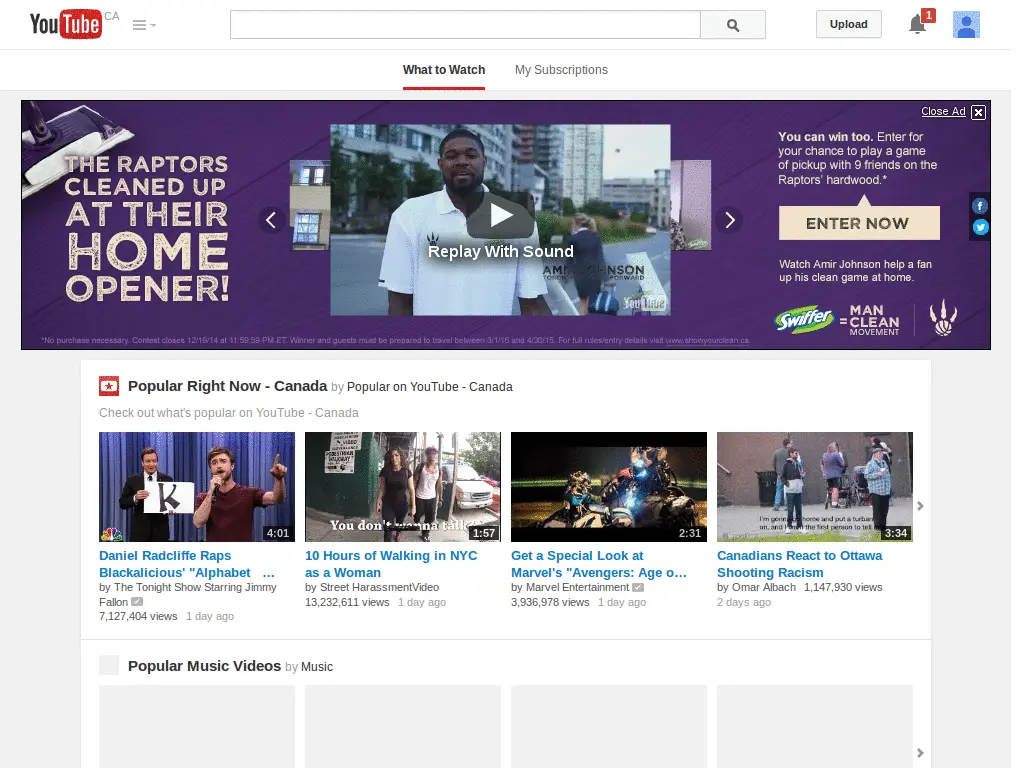 YouTube CA
Upload
1
What to Watch
My Subscriptions
Close Ad
THE RAPTORS
CLEANED UP
AT THEIR
HOME
OPENER!
Replay With Sound
AMIR JOHNSON
YouTube
You can win too. Enter for
your chance to play a game
of pickup with 9 friends on the
Raptors' hardwood.*
ENTER NOW
Watch Amir Johnson help a fan
up his clean game at home.
Swiffer = MAN
CLEAN
MOVEMENT
*No purchase necessary. Contest closes 12/19/14 at 11:59:59 PM ET. Winner and guests must be prepared to travel between 3/1/15 and 4/30/15. For full rules/entry details visit www.showyourclean.ca.
Popular Right Now - Canada by Popular on YouTube - Canada
Check out what's popular on YouTube - Canada
K
4:01
You don't wanna talk
1:57
2:31
I'm gonna go home and put a turban
on, and I'll be the first person to tell
3:34
Daniel Radcliffe Raps
Blackalicious' "Alphabet ...
by The Tonight Show Starring Jimmy
Fallon
7,127,404 views 1 day ago
10 Hours of Walking in NYC
as a Woman
by Street HarassmentVideo
13,232,611 views 1 day ago
Get a Special Look at
Marvel's "Avengers: Age o...
by Marvel Entertainment
3,936,978 views 1 day ago
Canadians React to Ottawa
Shooting Racism
by Omar Albach 1,147,930 views
2 days ago
Popular Music Videos by Music